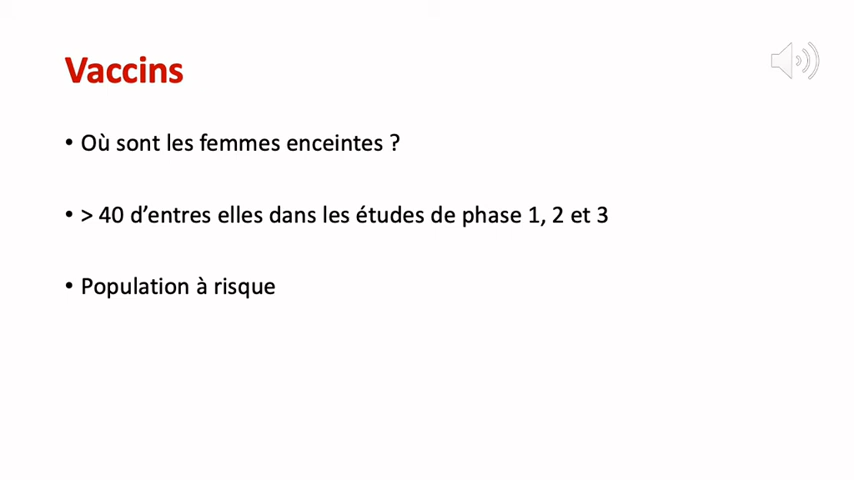 Vaccins
• Où sont les femmes enceintes ?
• > 40 d’entres elles dans les études de phase 1, 2 et 3
• Population à risque